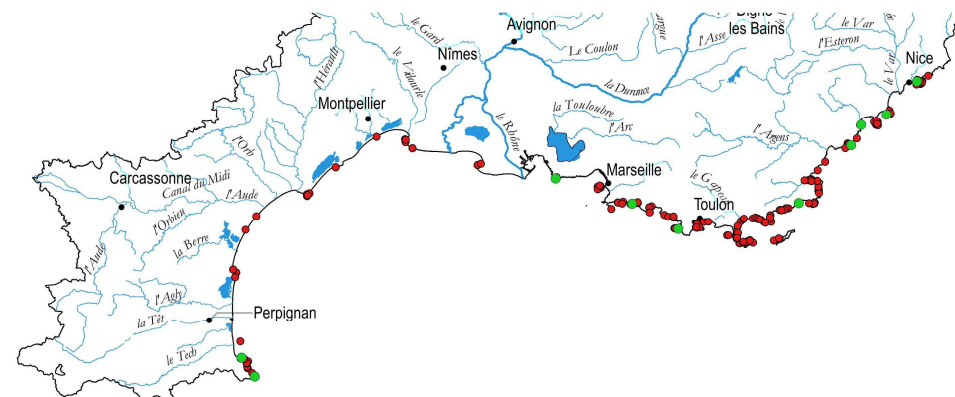 Avignon
Digne
les Bains
le Var
le Gard
l'Hérault
le Vidourle
Nîmes
Le Coulon
l'Asse
l'Esteron
Nice
le Var
la Durance
Montpellier
le Rhône
la Touloubre
l'Arc
l'Argens
l'Orb
Marseille
le Gapeau
Carcassonne
Canal du Midi
l'Aude
Toulon
l'Orbieu
la Berre
l'Aude
l'Agly
la Têt
Perpignan
le Tech